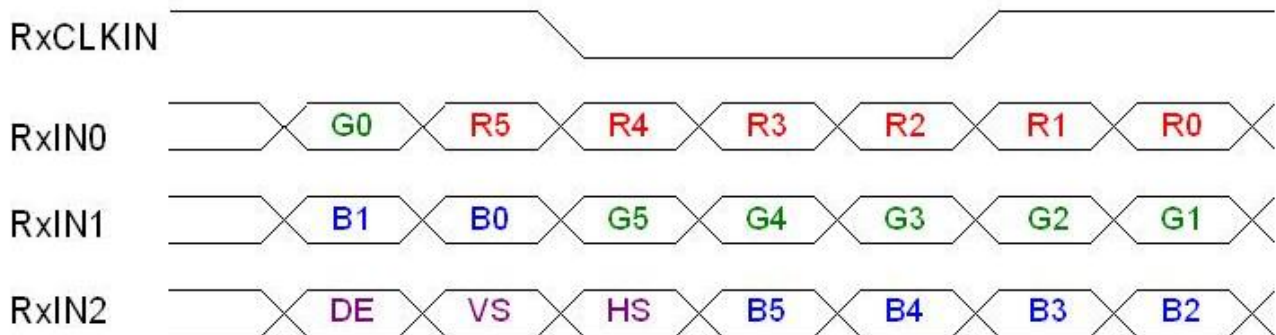 RxCLKIN
RxIN0 G0 R5 R4 R3 R2 R1 R0
RxIN1 B1 B0 G5 G4 G3 G2 G1
RxIN2 DE VS HS B5 B4 B3 B2